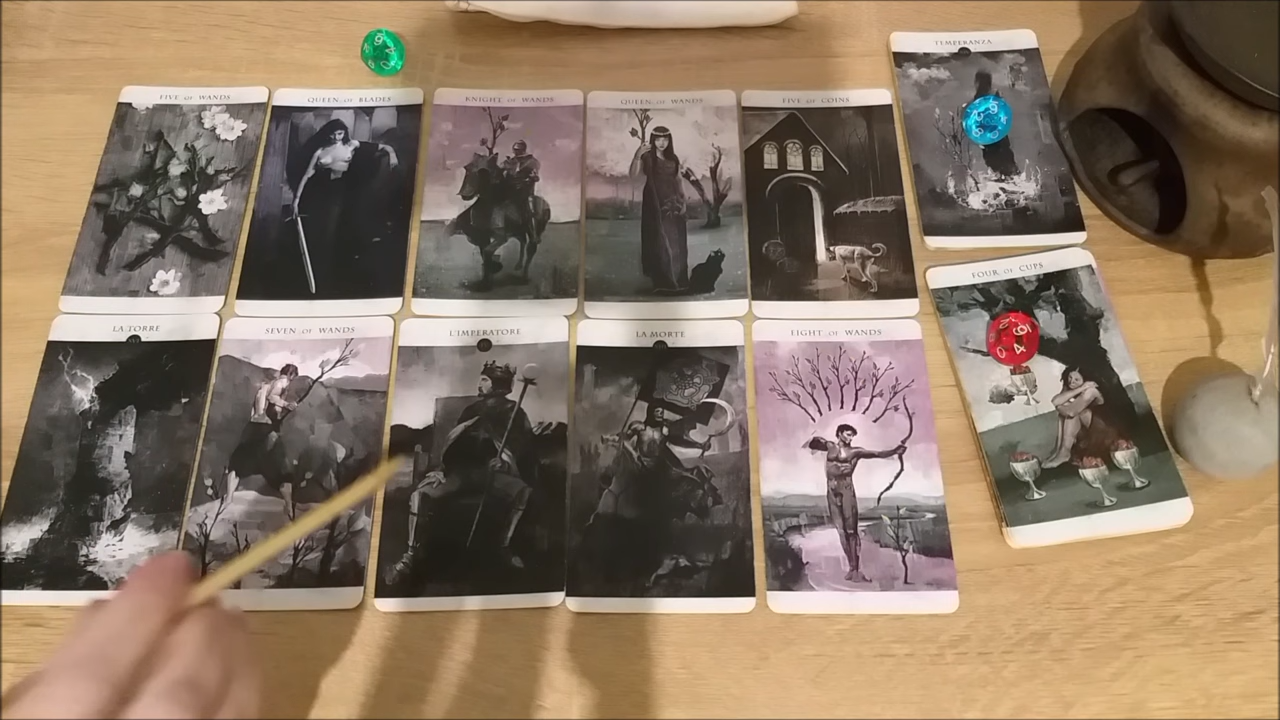 FIVE OF WANDS
QUEEN OF BLADES
KNIGHT OF WANDS
QUEEN OF WANDS
FIVE OF COINS
TEMPERANZA
FOUR OF CUPS
LA TORRE
SEVEN OF WANDS
L'IMPERATORE
LA MORTE
EIGHT OF WANDS